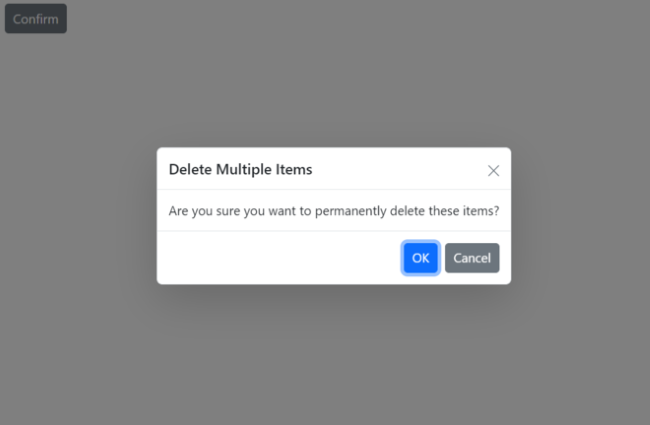 Confirm
Delete Multiple Items
Are you sure you want to permanently delete these items?
OK Cancel